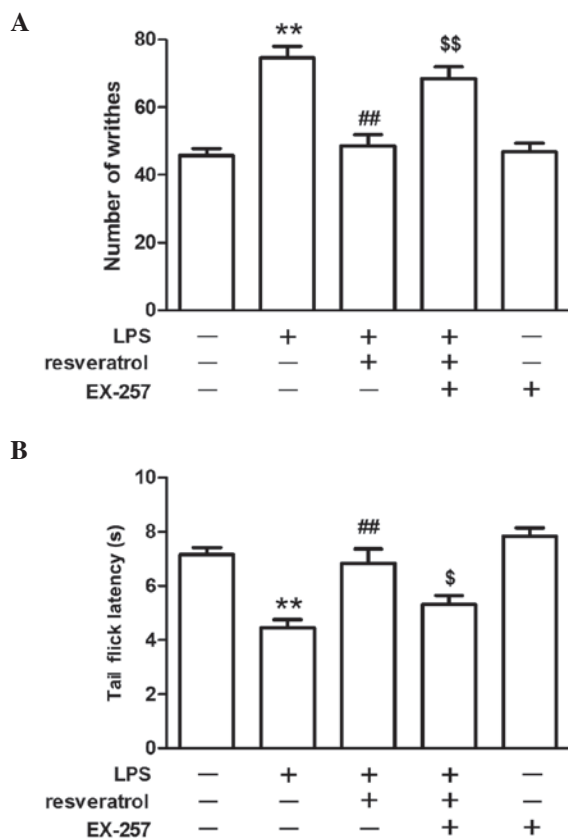 A
Number of writhes
80
60
40
20
0
**
##
$$
LPS — + + + —
resveratrol — — + + —
EX-257 — — — + +
B
Tail flick latency (s)
10
8
6
4
2
0
**
##
$
LPS — + + + —
resveratrol — — + + —
EX-257 — — — + +